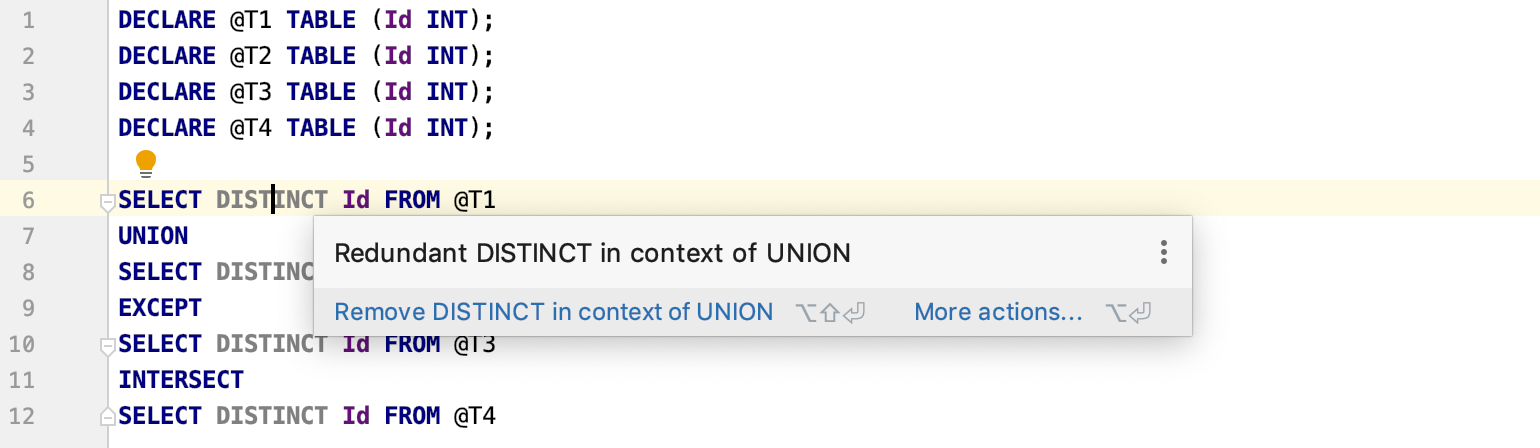 1 DECLARE @T1 TABLE (Id INT);
2 DECLARE @T2 TABLE (Id INT);
3 DECLARE @T3 TABLE (Id INT);
4 DECLARE @T4 TABLE (Id INT);
5
6 SELECT DISTINCT Id FROM @T1
7 UNION
Redundant DISTINCT in context of UNION
8 SELECT DISTINC
9 EXCEPT
Remove DISTINCT in context of UNION ⌥⇧⏎ More actions... ⌥⏎
10 SELECT DISTINCT Id FROM @T3
11 INTERSECT
12 SELECT DISTINCT Id FROM @T4